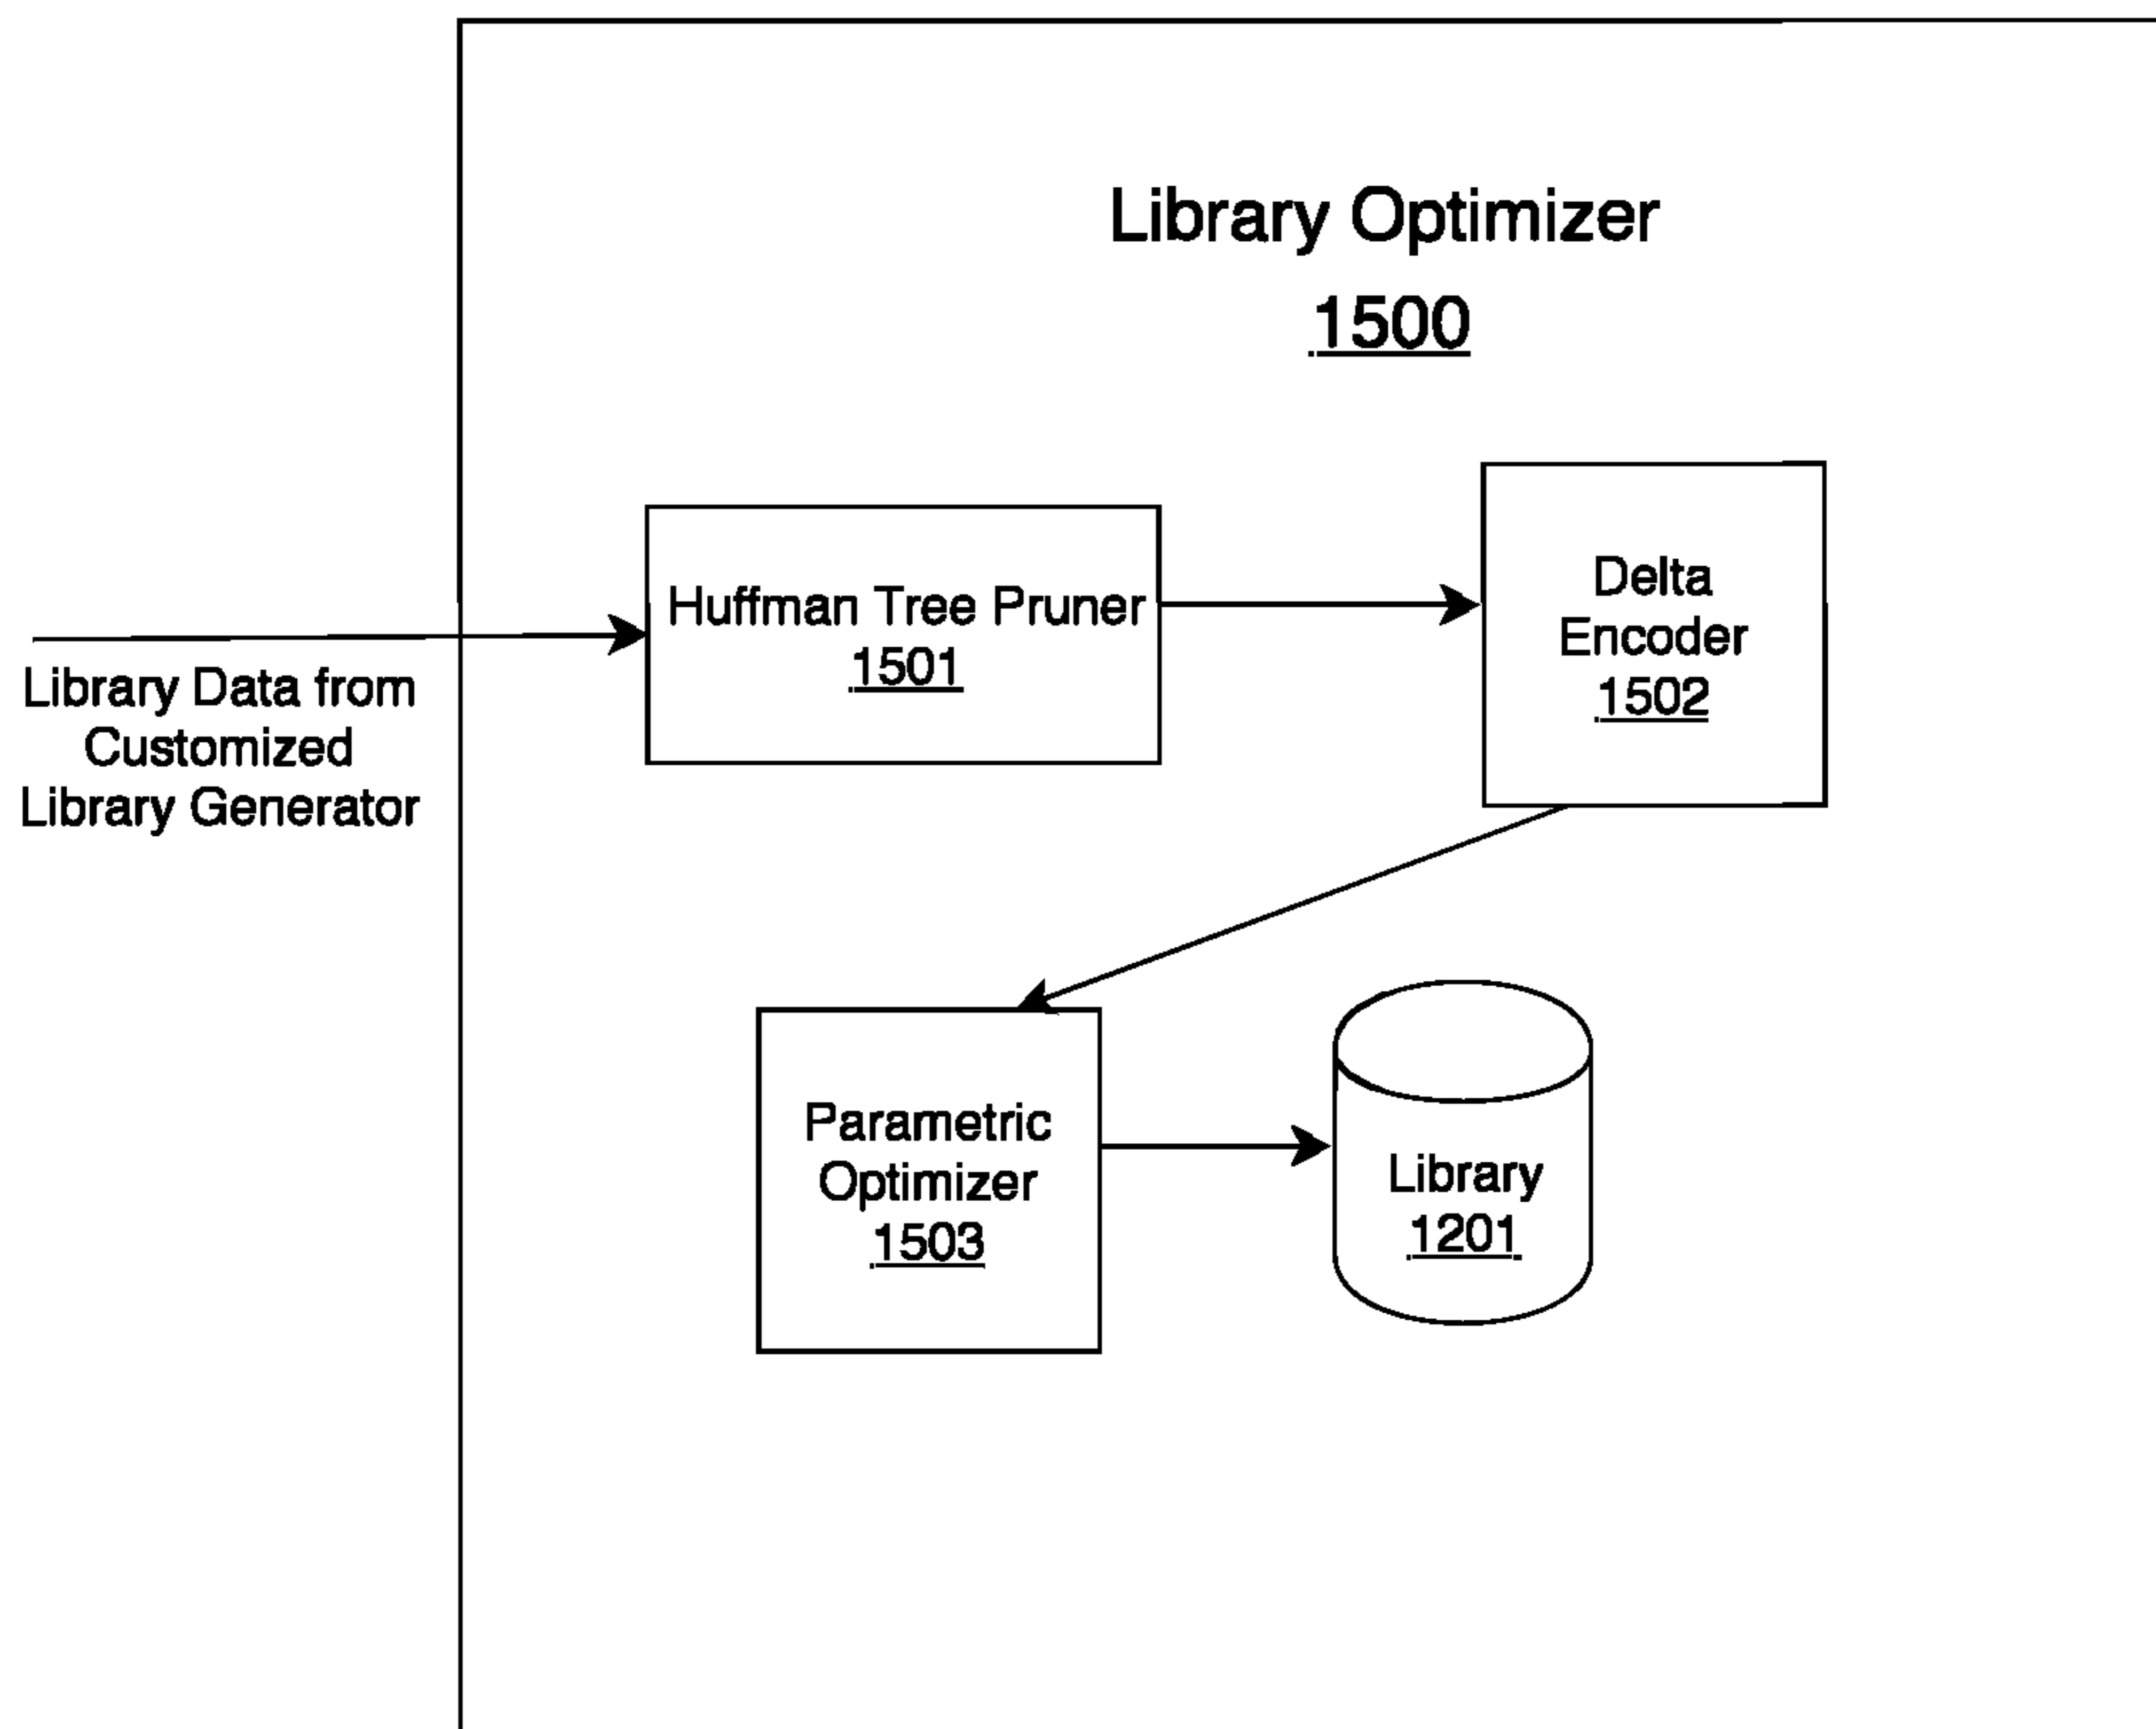 Library Optimizer
1500
Huffman Tree Pruner
1501
Delta
Encoder
1502
Library Data from
Customized
Library Generator
Parametric
Optimizer
1503
Library
1201